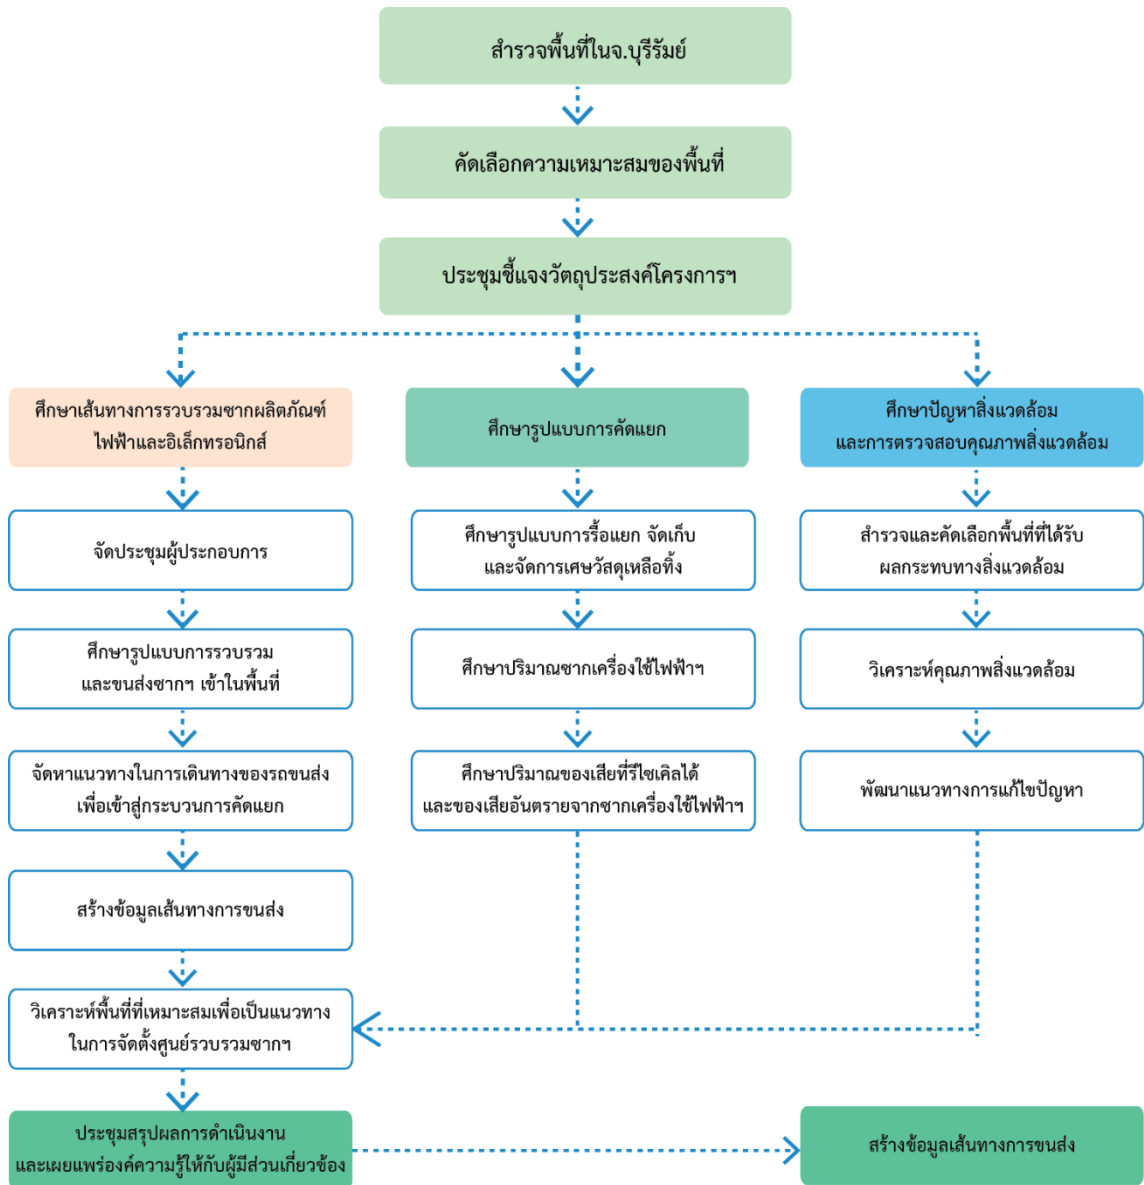 สำรวจพื้นที่ในจ.บุรีรัมย์
คัดเลือกความเหมาะสมของพื้นที่
ประชุมชี้แจงวัตถุประสงค์โครงการฯ
ศึกษาเส้นทางการรวบรวมซากผลิตภัณฑ์
ไฟฟ้าและอิเล็กทรอนิกส์
จัดประชุมผู้ประกอบการ
ศึกษารูปแบบการรวบรวม
และขนส่งซากฯ เข้าในพื้นที่
จัดหาแนวทางในการเดินทางของรถขนส่ง
เพื่อเข้าสู่กระบวนการคัดแยก
สร้างข้อมูลเส้นทางการขนส่ง
วิเคราะห์พื้นที่ที่เหมาะสมเพื่อเป็นแนวทาง
ในการจัดตั้งศูนย์รวบรวมซากฯ
ประชุมสรุปผลการดำเนินงาน
และเผยแพร่องค์ความรู้ให้กับผู้มีส่วนเกี่ยวข้อง
ศึกษารูปแบบการคัดแยก
ศึกษารูปแบบการรื้อแยก จัดเก็บ
และจัดการเศษวัสดุเหลือทิ้ง
ศึกษาปริมาณซากเครื่องใช้ไฟฟ้าฯ
ศึกษาปริมาณของเสียที่รีไซเคิลได้
และของเสียอันตรายจากซากเครื่องใช้ไฟฟ้าฯ
ศึกษาปัญหาสิ่งแวดล้อม
และการตรวจสอบคุณภาพสิ่งแวดล้อม
สำรวจและคัดเลือกพื้นที่ที่ได้รับ
ผลกระทบทางสิ่งแวดล้อม
วิเคราะห์คุณภาพสิ่งแวดล้อม
พัฒนาแนวทางการแก้ไขปัญหา
สร้างข้อมูลเส้นทางการขนส่ง